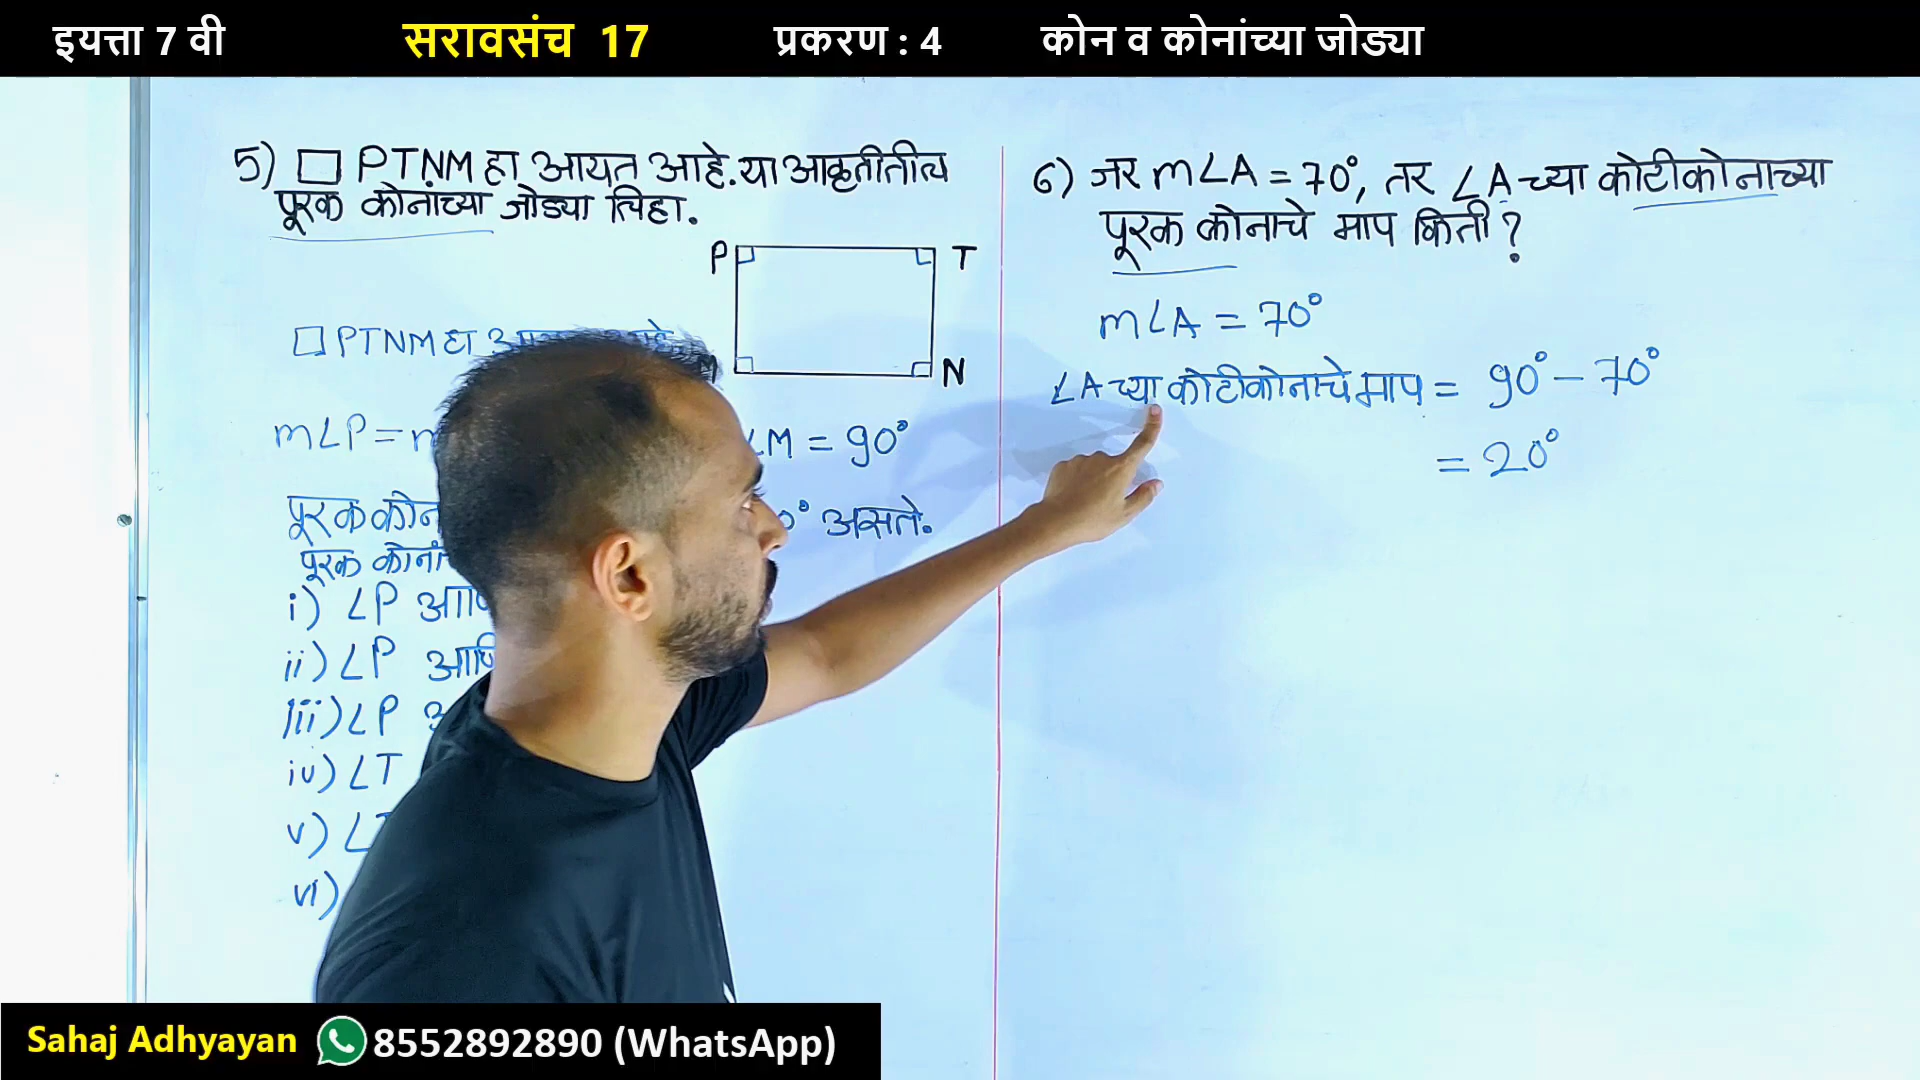 इयत्ता 7 वी सरावसंच 17 प्रकरण : 4 कोन व कोनांच्या जोड्या
5) □ PTNM हा आयत आहे. या आकृतीतील
पूरक कोनांच्या जोड्या लिहा.
P T
N
□ PTNM हा
m∠P = ∠M = 90°
पूरक कोन 0° असते.
पूरक
i) ∠P आणि
ii) ∠P आणि
iii) ∠P
iv) ∠T
v)
vi)
6) जर m∠A = 70°, तर ∠A-च्या कोटीकोनाच्या
पूरक कोनाचे माप किती?
m∠A = 70°
∠A च्या कोटीकोनाचे माप = 90° - 70°
= 20°
Sahaj Adhyayan 8552892890 (WhatsApp)